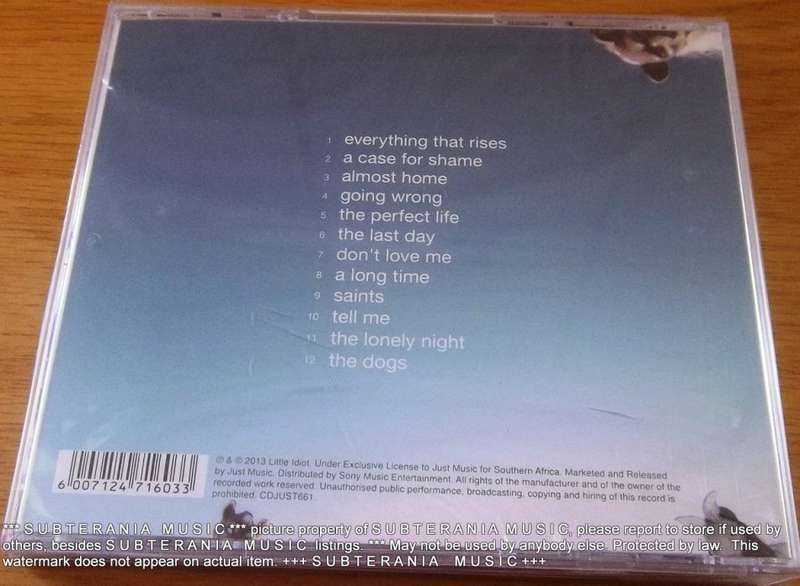 1 everything that rises
2 a case for shame
3 almost home
4 going wrong
5 the perfect life
6 the last day
7 don't love me
8 a long time
9 saints
10 tell me
11 the lonely night
12 the dogs
℗ & © 2013 Little Idiot. Under Exclusive License to Just Music for Southern Africa. Marketed and Released
by Just Music. Distributed by Sony Music Entertainment. All rights of the manufacturer and of the owner of the
recorded work reserved. Unauthorised public performance, broadcasting, copying and hiring of this record is
prohibited. CDJUST661.
6 007124 716033
*** S U B T E R A N I A   M U S I C *** picture property of S U B T E R A N I A  M U S I C, please report to store if used by
others, besides S U B T E R A N I A   M U S I C  listings. *** May not be used by anybody else. Protected by law.  This
watermark does not appear on actual item. +++ S U B T E R A N I A    M U S I C +++